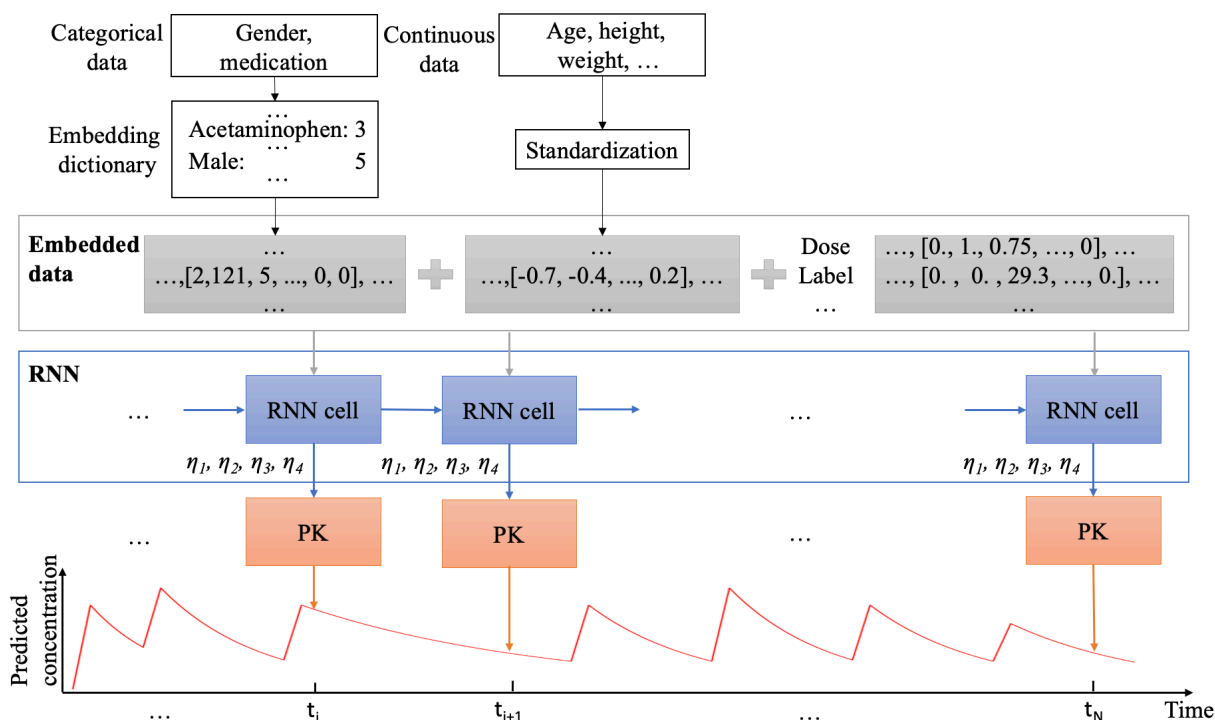 Categorical
data
Gender,
medication
Continuous
data
Age, height,
weight, …
Embedding
dictionary
…
Acetaminophen: 3
…
Male: 5
…
Standardization
Embedded
data
…
…,[2,121, 5, ..., 0, 0], …
…
…
…,[-0.7, -0.4, ..., 0.2], …
…
Dose
Label
…
…, [0., 1., 0.75, …, 0], …
…, [0. , 0. , 29.3, …, 0.], …
…
RNN
…
RNN cell
RNN cell
…
RNN cell
η1, η2, η3, η4
η1, η2, η3, η4
η1, η2, η3, η4
…
PK
PK
…
PK
Predicted
concentration
…
ti
ti+1
…
tN
Time